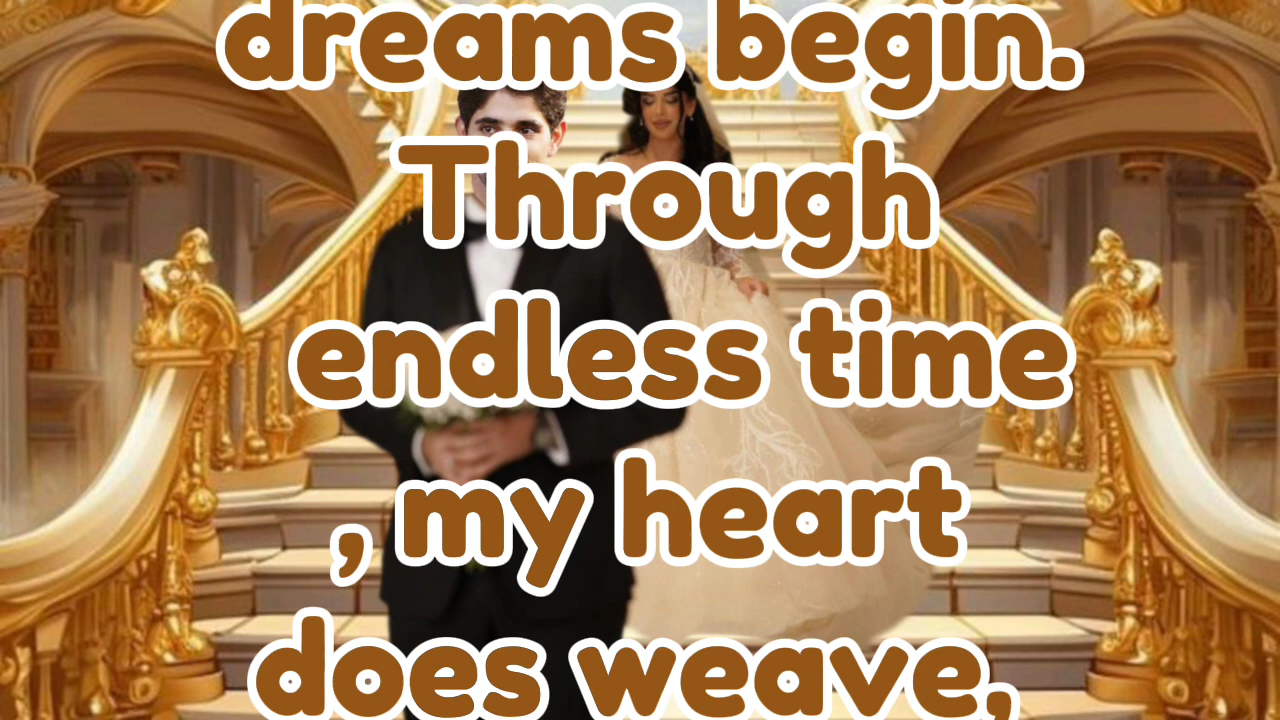 dreams begin.
Through
endless time
, my heart
does weave,